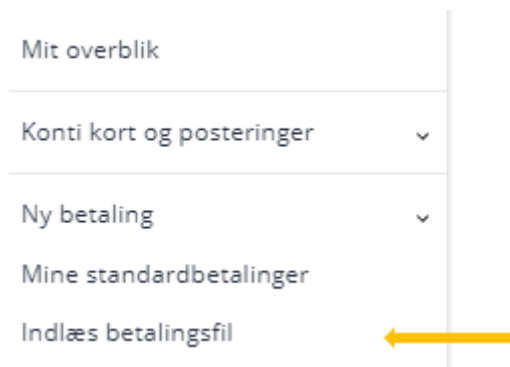 Mit overblik
Konti kort og posteringer
Ny betaling
Mine standardbetalinger
Indlæs betalingsfil